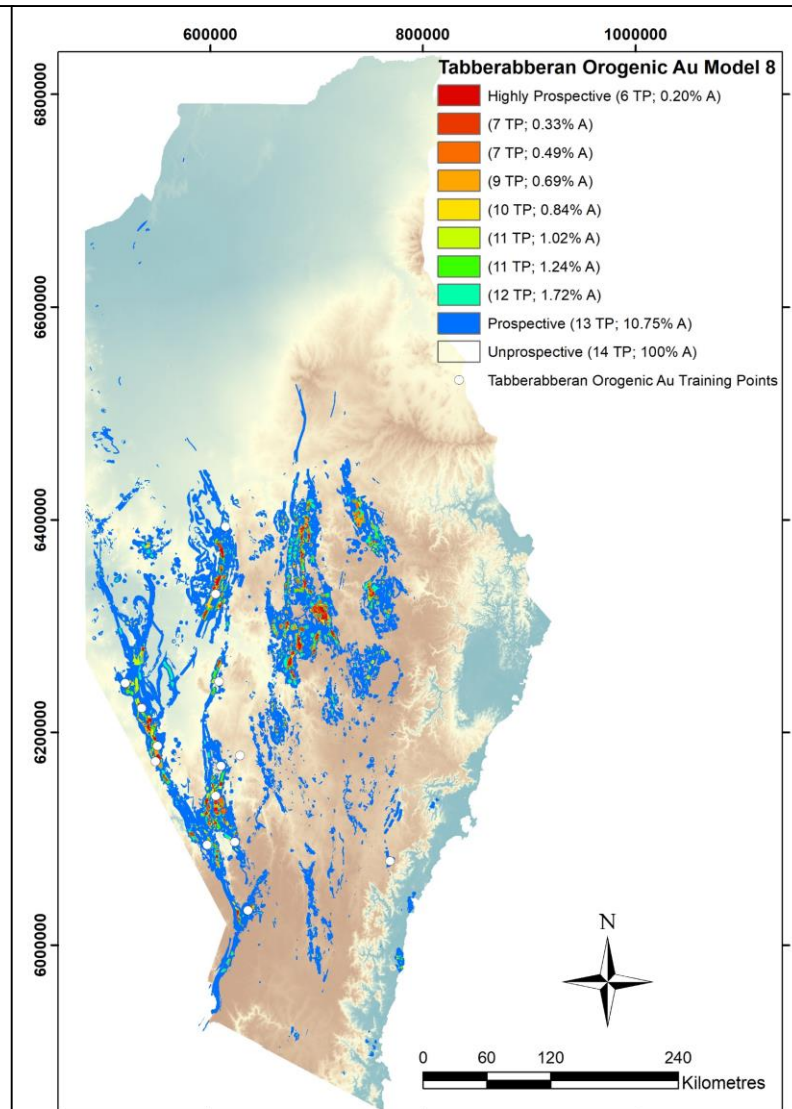 600000
800000
1000000
6800000
6600000
6400000
6200000
6000000
Tabberabberan Orogenic Au Model 8
Highly Prospective (6 TP; 0.20% A)
(7 TP; 0.33% A)
(7 TP; 0.49% A)
(9 TP; 0.69% A)
(10 TP; 0.84% A)
(11 TP; 1.02% A)
(11 TP; 1.24% A)
(12 TP; 1.72% A)
Prospective (13 TP; 10.75% A)
Unprospective (14 TP; 100% A)
Tabberabberan Orogenic Au Training Points
N
0 60 120 240
Kilometres